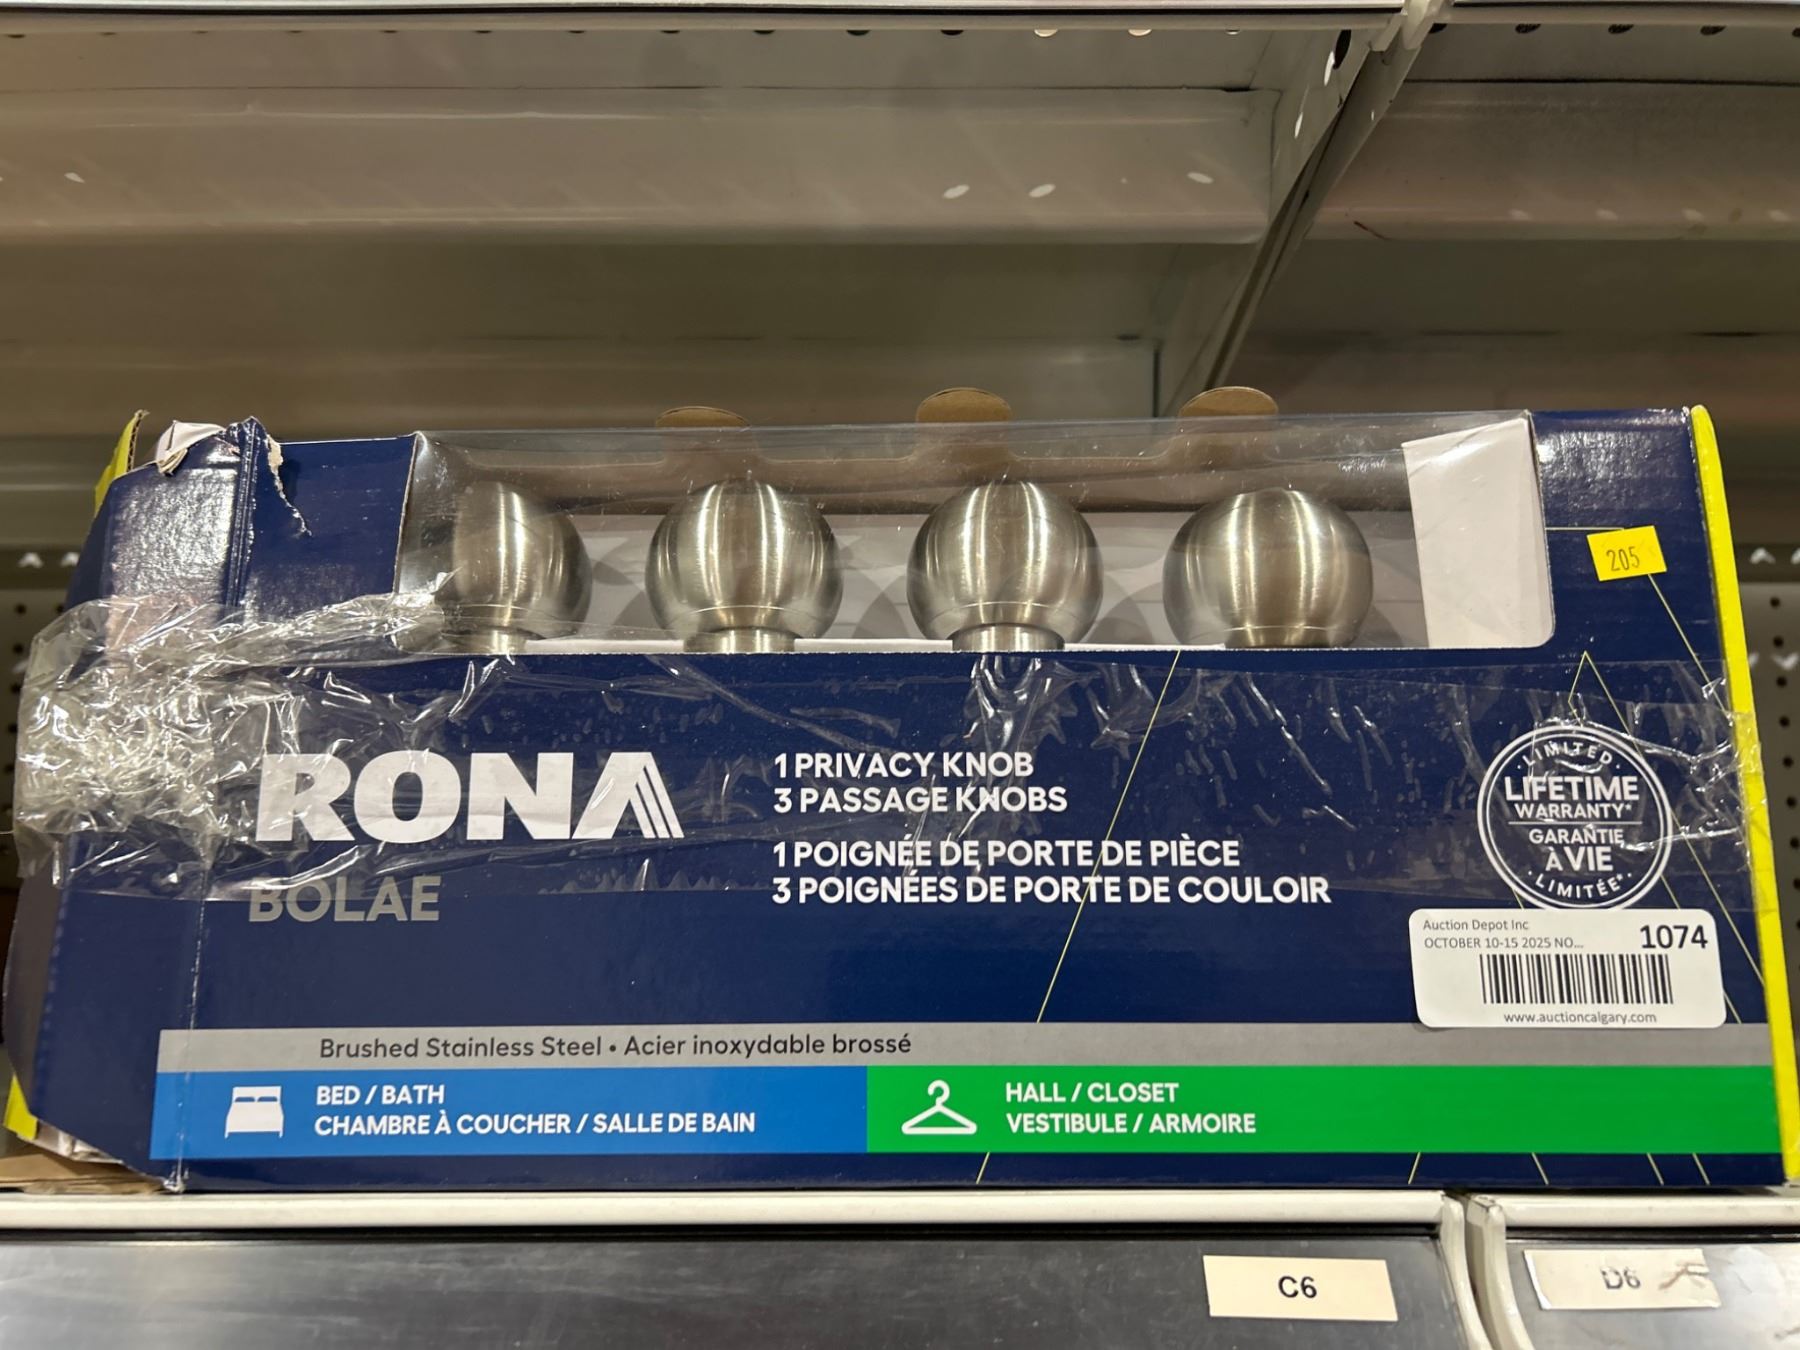 205
RONA
BOLAE
1 PRIVACY KNOB
3 PASSAGE KNOBS
1 POIGNÉE DE PORTE DE PIÈCE
3 POIGNÉES DE PORTE DE COULOIR
• LIMITED •
LIFETIME
WARRANTY*
GARANTIE
À VIE
• LIMITÉE* •
Auction Depot Inc
OCTOBER 10-15 2025 NO...
1074
www.auctioncalgary.com
Brushed Stainless Steel • Acier inoxydable brossé
BED / BATH
CHAMBRE À COUCHER / SALLE DE BAIN
HALL / CLOSET
VESTIBULE / ARMOIRE
C6
D6